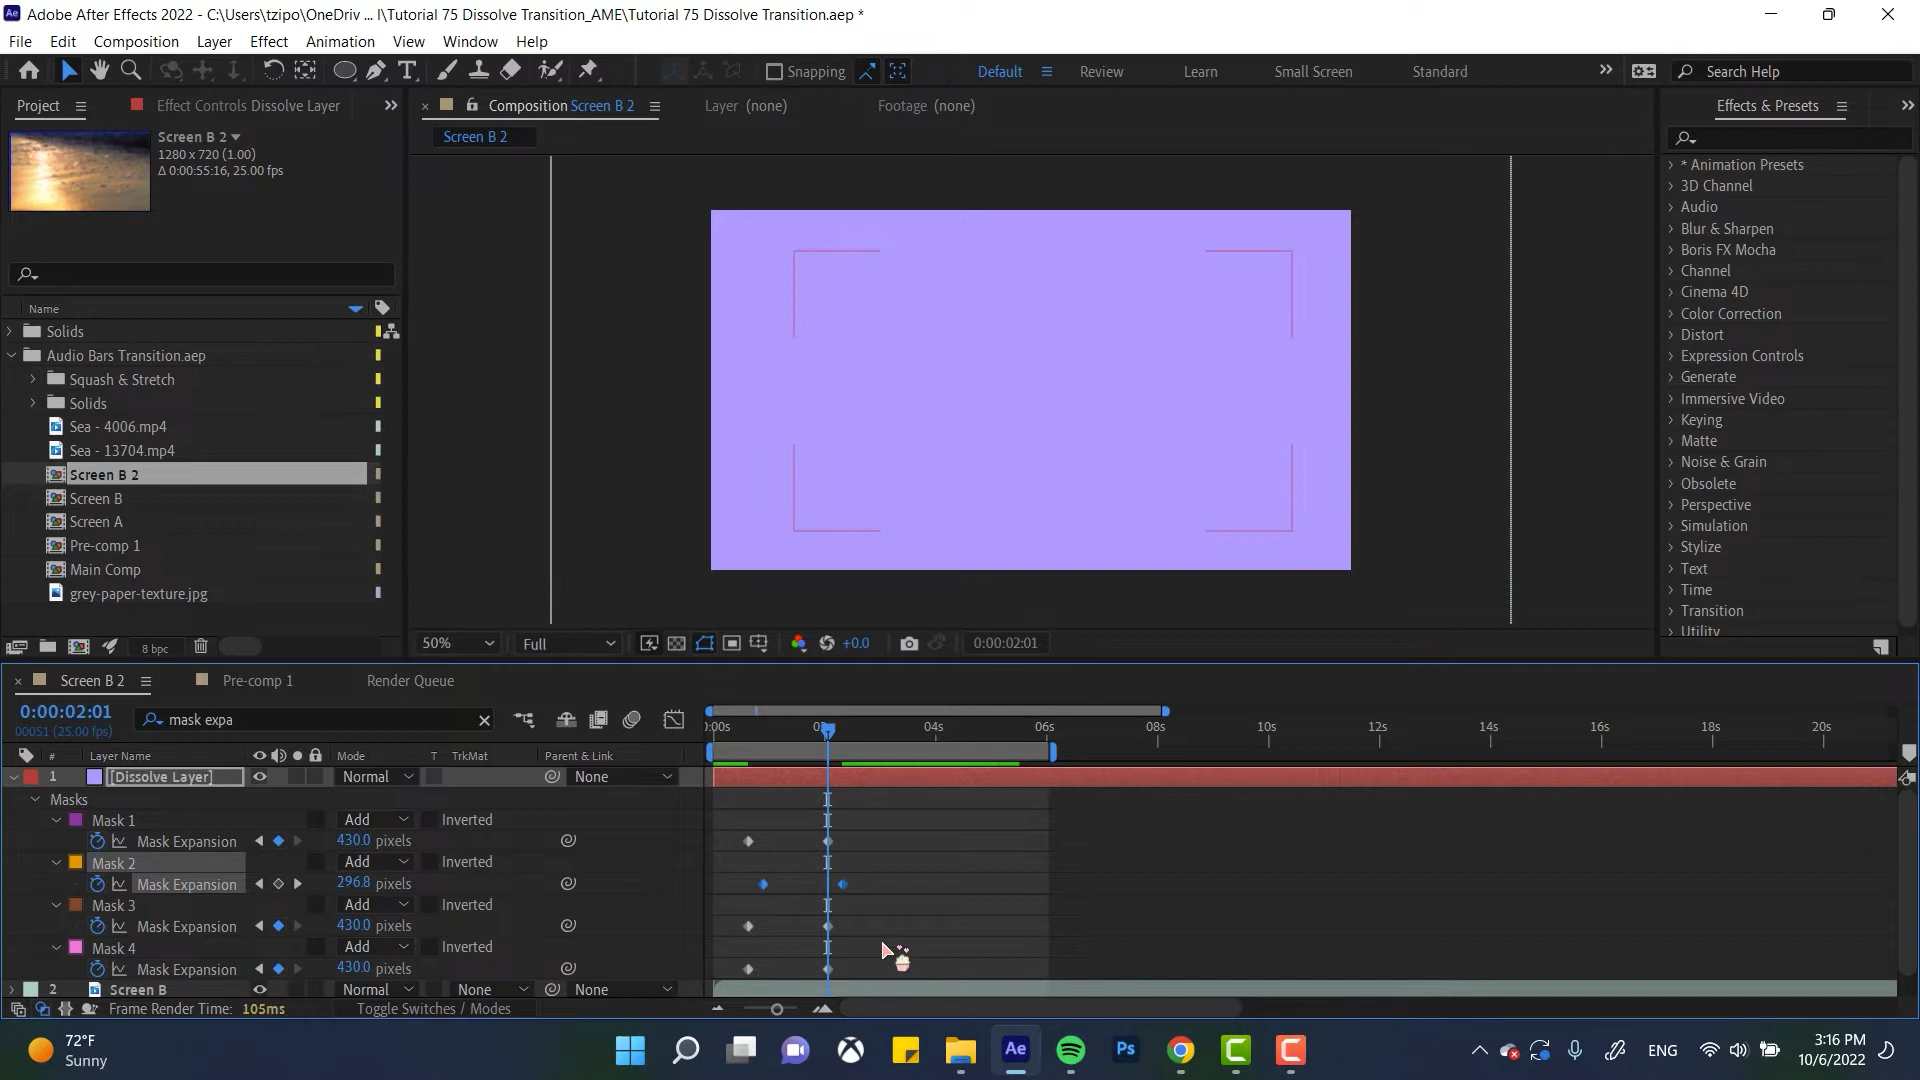 Adobe After Effects 2022 - C:\Users\tzipo\OneDriv ... l\Tutorial 75 Dissolve Transition_AME\Tutorial 75 Dissolve Transition.aep *
File Edit Composition Layer Effect Animation View Window Help
Snapping Default Review Learn Small Screen Standard Search Help
Project Effect Controls Dissolve Layer Composition Screen B 2 Layer (none) Footage (none) Effects & Presets
Screen B 2
1280 x 720 (1.00)
Δ 0:00:55:16, 25.00 fps
Screen B 2
Name
Solids
Audio Bars Transition.aep
Squash & Stretch
Solids
Sea - 4006.mp4
Sea - 13704.mp4
Screen B 2
Screen B
Screen A
Pre-comp 1
Main Comp
grey-paper-texture.jpg
8 bpc
50% Full +0.0 0:00:02:01
* Animation Presets
3D Channel
Audio
Blur & Sharpen
Boris FX Mocha
Channel
Cinema 4D
Color Correction
Distort
Expression Controls
Generate
Immersive Video
Keying
Matte
Noise & Grain
Obsolete
Perspective
Simulation
Stylize
Text
Time
Transition
Utility
Screen B 2 Pre-comp 1 Render Queue
0:00:02:01
00051 (25.00 fps)
mask expa
04s 06s 08s 10s 12s 14s 16s 18s 20s
# Layer Name Mode T TrkMat Parent & Link
1 [Dissolve Layer] Normal None
Masks
Mask 1 Add Inverted
Mask Expansion 430.0 pixels
Mask 2 Add Inverted
Mask Expansion 296.8 pixels
Mask 3 Add Inverted
Mask Expansion 430.0 pixels
Mask 4 Add Inverted
Mask Expansion 430.0 pixels
2 Screen B Normal None None
Frame Render Time: 105ms Toggle Switches / Modes
72°F
Sunny
Ae Ps
ENG
3:16 PM
10/6/2022